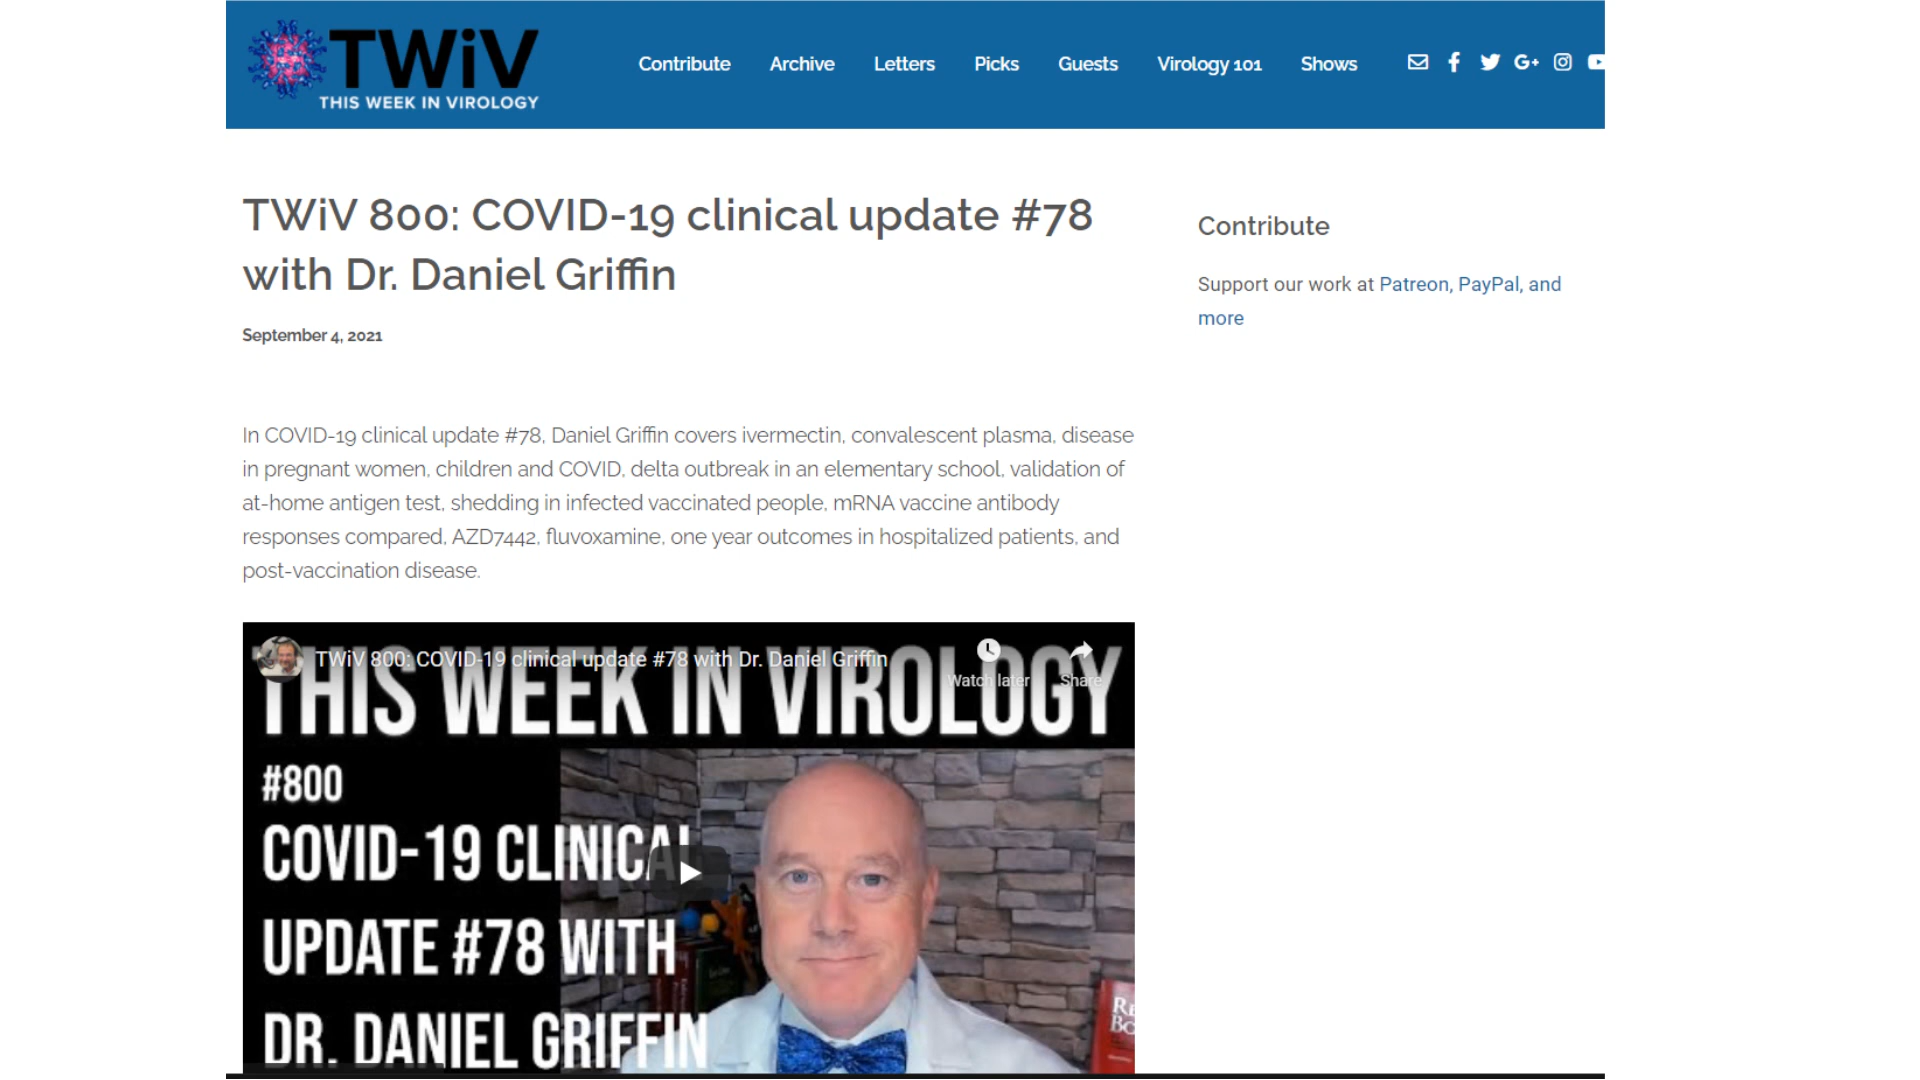 TWiV
THIS WEEK IN VIROLOGY
Contribute Archive Letters Picks Guests Virology 101 Shows
TWiV 800: COVID-19 clinical update #78
with Dr. Daniel Griffin
September 4, 2021
In COVID-19 clinical update #78, Daniel Griffin covers ivermectin, convalescent plasma, disease
in pregnant women, children and COVID, delta outbreak in an elementary school, validation of
at-home antigen test, shedding in infected vaccinated people, mRNA vaccine antibody
responses compared, AZD7442, fluvoxamine, one year outcomes in hospitalized patients, and
post-vaccination disease.
Contribute
Support our work at Patreon, PayPal, and
more
TWiV 800: COVID-19 clinical update #78 with Dr. Daniel Griffin
Watch later Share
THIS WEEK IN VIROLOGY
#800
COVID-19 CLINICAL
UPDATE #78 WITH
DR. DANIEL GRIFFIN